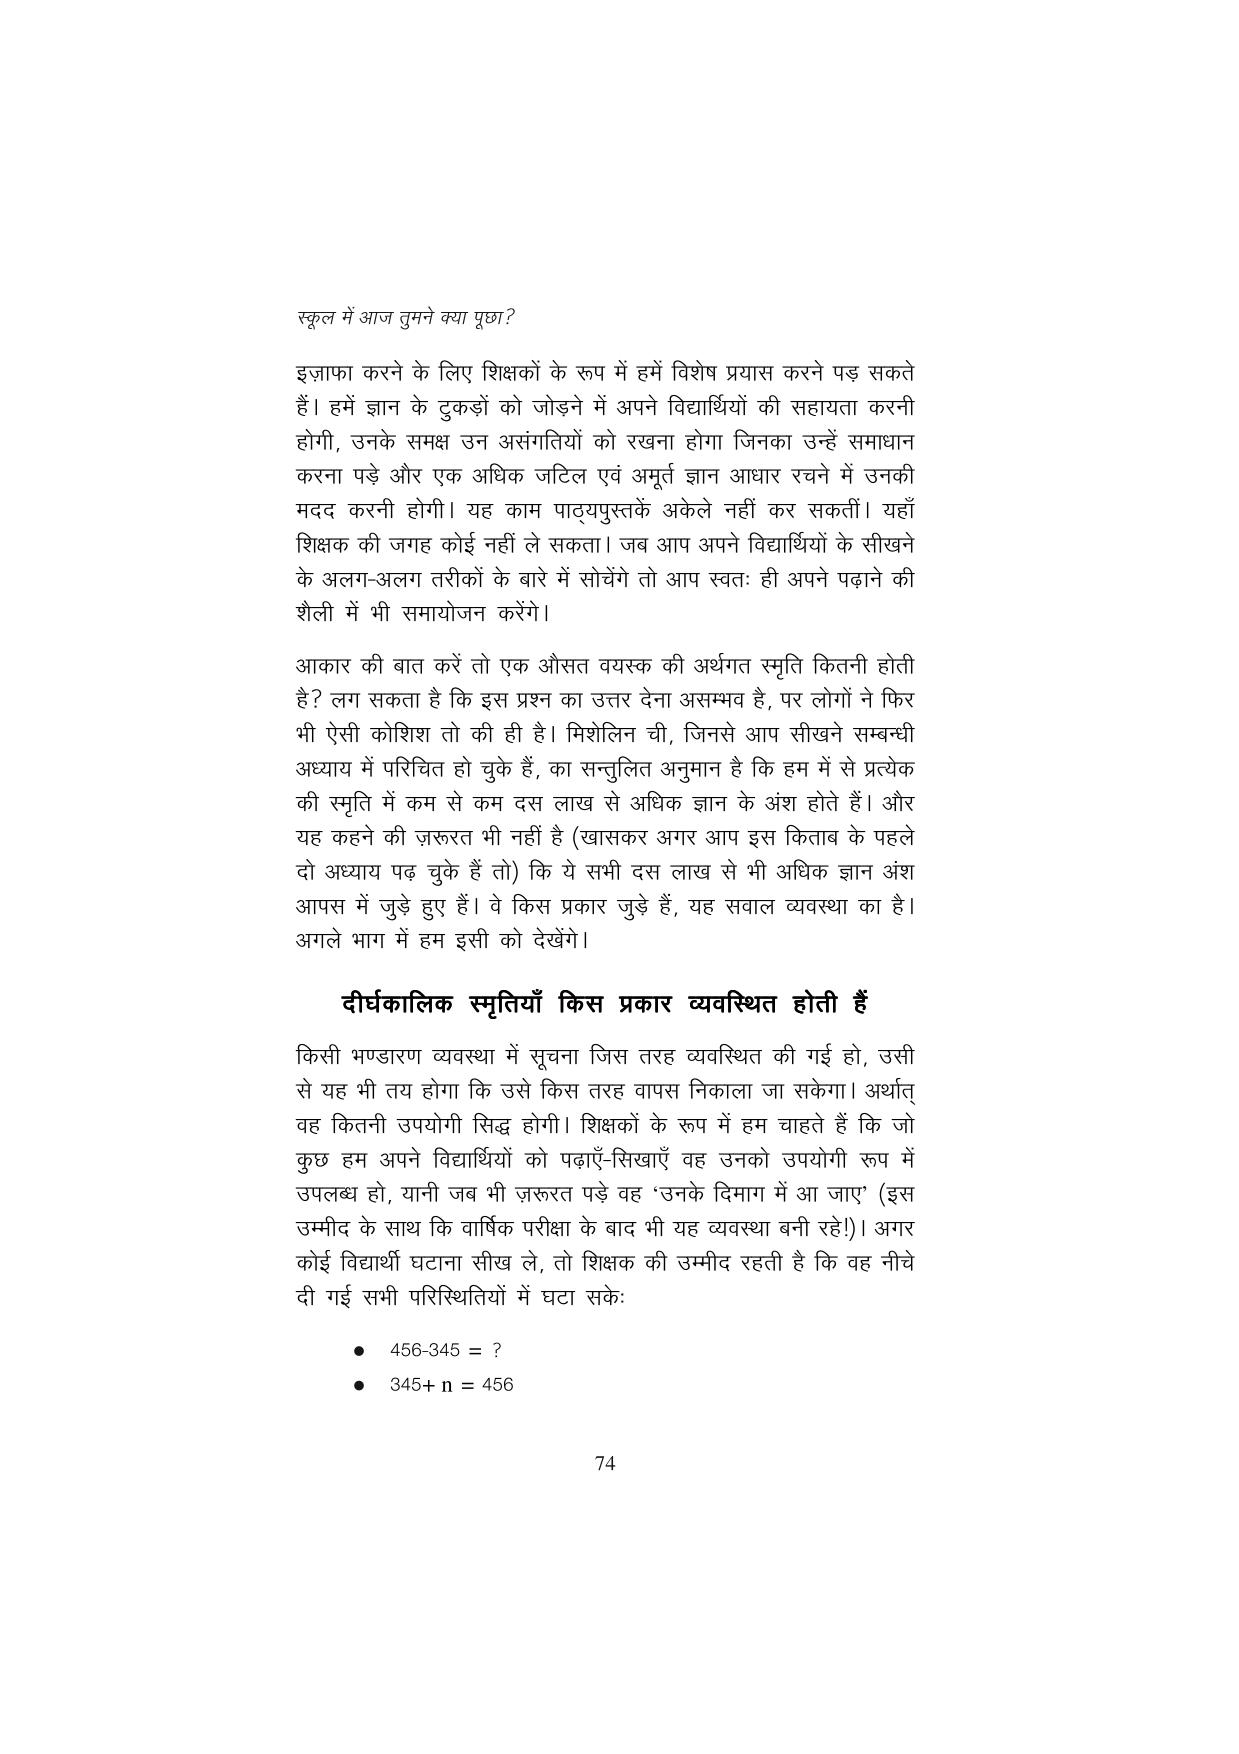 स्कूल में आज तुमने क्या पूछा?
इज़ाफा करने के लिए शिक्षकों के रूप में हमें विशेष प्रयास करने पड़ सकते
हैं। हमें ज्ञान के टुकड़ों को जोड़ने में अपने विद्यार्थियों की सहायता करनी
होगी, उनके समक्ष उन असंगतियों को रखना होगा जिनका उन्हें समाधान
करना पड़े और एक अधिक जटिल एवं अमूर्त ज्ञान आधार रचने में उनकी
मदद करनी होगी। यह काम पाठ्यपुस्तकें अकेले नहीं कर सकतीं। यहाँ
शिक्षक की जगह कोई नहीं ले सकता। जब आप अपने विद्यार्थियों के सीखने
के अलग-अलग तरीकों के बारे में सोचेंगे तो आप स्वतः ही अपने पढ़ाने की
शैली में भी समायोजन करेंगे।
आकार की बात करें तो एक औसत वयस्क की अर्थगत स्मृति कितनी होती
है? लग सकता है कि इस प्रश्न का उत्तर देना असम्भव है, पर लोगों ने फिर
भी ऐसी कोशिश तो की ही है। मिशेलिन ची, जिनसे आप सीखने सम्बन्धी
अध्याय में परिचित हो चुके हैं, का सन्तुलित अनुमान है कि हम में से प्रत्येक
की स्मृति में कम से कम दस लाख से अधिक ज्ञान के अंश होते हैं। और
यह कहने की ज़रूरत भी नहीं है (खासकर अगर आप इस किताब के पहले
दो अध्याय पढ़ चुके हैं तो) कि ये सभी दस लाख से भी अधिक ज्ञान अंश
आपस में जुड़े हुए हैं। वे किस प्रकार जुड़े हैं, यह सवाल व्यवस्था का है।
अगले भाग में हम इसी को देखेंगे।
दीर्घकालिक स्मृतियाँ किस प्रकार व्यवस्थित होती हैं
किसी भण्डारण व्यवस्था में सूचना जिस तरह व्यवस्थित की गई हो, उसी
से यह भी तय होगा कि उसे किस तरह वापस निकाला जा सकेगा। अर्थात्
वह कितनी उपयोगी सिद्ध होगी। शिक्षकों के रूप में हम चाहते हैं कि जो
कुछ हम अपने विद्यार्थियों को पढ़ाएँ-सिखाएँ वह उनको उपयोगी रूप में
उपलब्ध हो, यानी जब भी ज़रूरत पड़े वह ‘उनके दिमाग में आ जाए’ (इस
उम्मीद के साथ कि वार्षिक परीक्षा के बाद भी यह व्यवस्था बनी रहे!)। अगर
कोई विद्यार्थी घटाना सीख ले, तो शिक्षक की उम्मीद रहती है कि वह नीचे
दी गई सभी परिस्थितियों में घटा सकेः
● 456-345 = ?
● 345+ n = 456
74